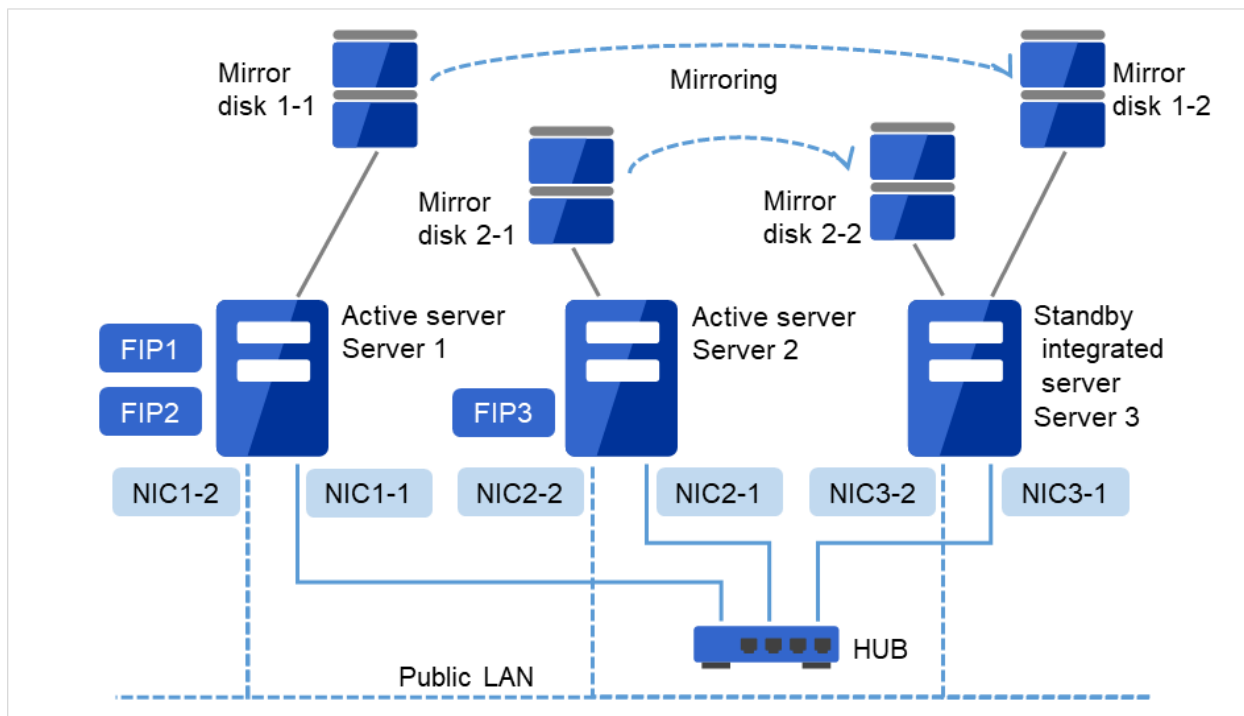 Mirror
disk 1-1
Mirroring
Mirror
disk 1-2
Mirror
disk 2-1
Mirror
disk 2-2
FIP1
FIP2
Active server
Server 1
FIP3
Active server
Server 2
Standby
integrated
server
Server 3
NIC1-2
NIC1-1
NIC2-2
NIC2-1
NIC3-2
NIC3-1
HUB
Public LAN